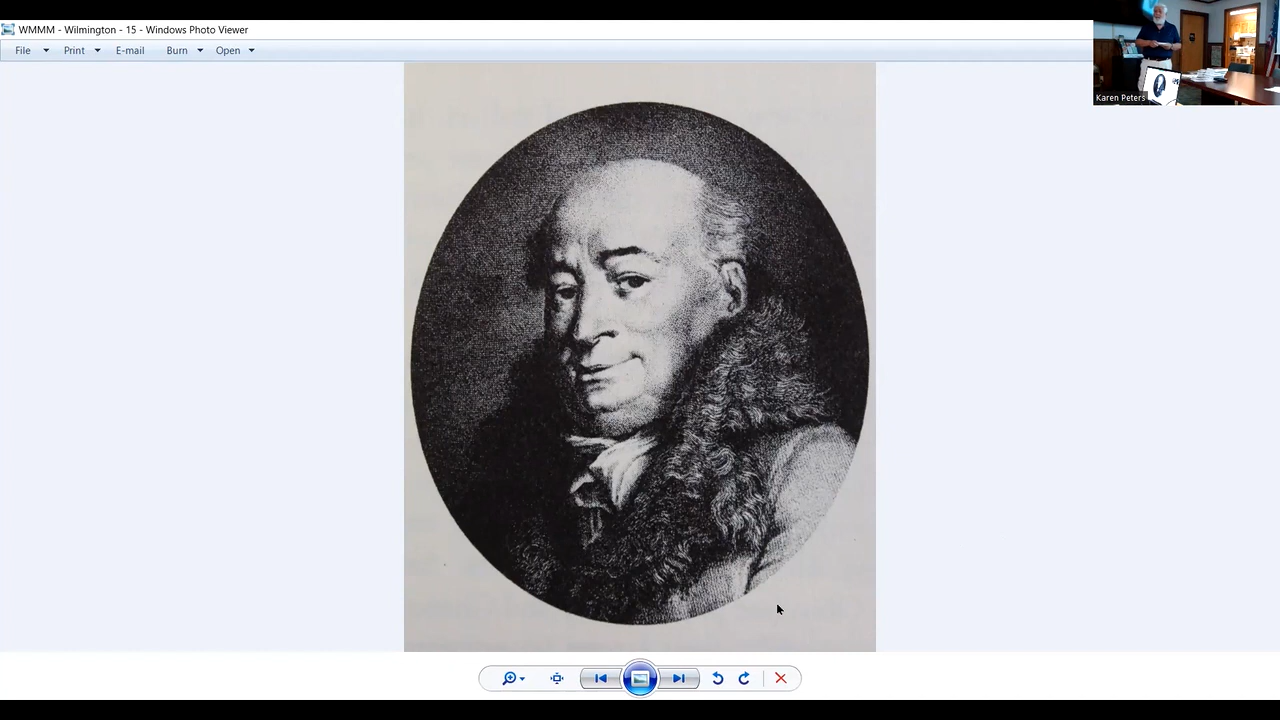 WMMM - Wilmington - 15 - Windows Photo Viewer
File Print E-mail Burn Open
Karen Peters